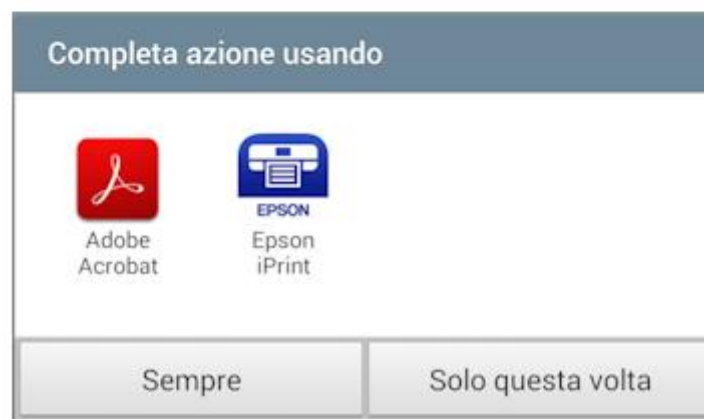 Completa azione usando
EPSON
Adobe
Acrobat
Epson
iPrint
Sempre
Solo questa volta